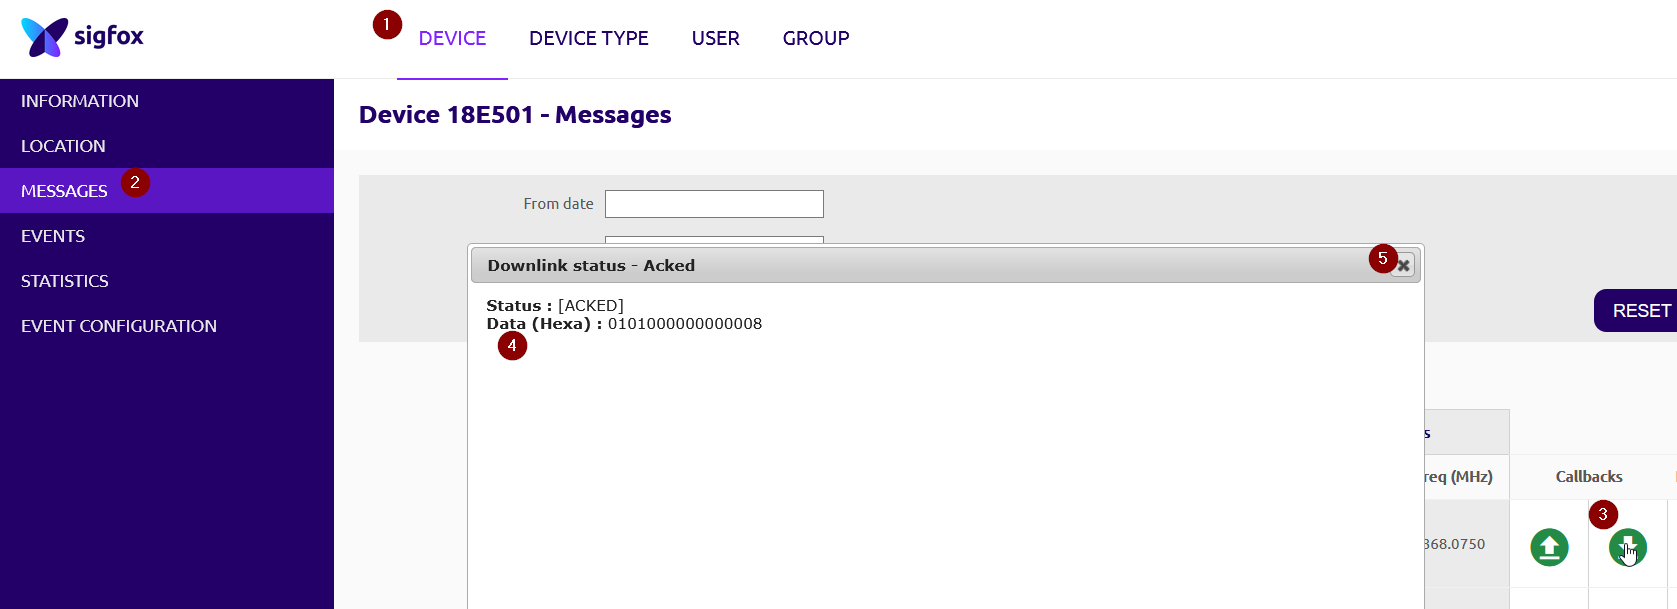 sigfox
1
DEVICE
DEVICE TYPE
USER
GROUP
INFORMATION
LOCATION
MESSAGES
2
EVENTS
STATISTICS
EVENT CONFIGURATION
Device 18E501 - Messages
From date
Downlink status - Acked
5
Status : [ACKED]
Data (Hexa) : 0101000000000008
4
RESET
s
req (MHz)
Callbacks
3
368.0750